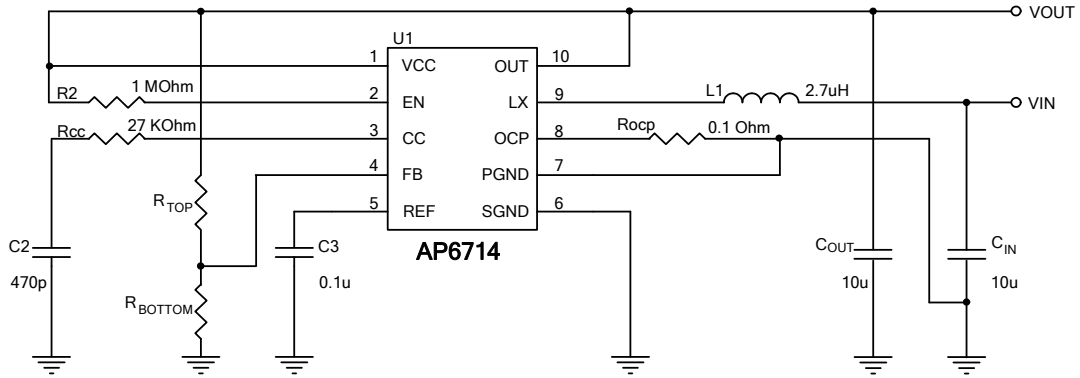 VOUT
U1
1 VCC OUT 10
R2 1 MOhm 2 EN LX 9 L1 2.7uH VIN
Rcc 27 KOhm 3 CC OCP 8 Rocp 0.1 Ohm
4 FB PGND 7
RTOP
5 REF SGND 6
AP6714
C2 C3 COUT CIN
470p 0.1u 10u 10u
RBOTTOM